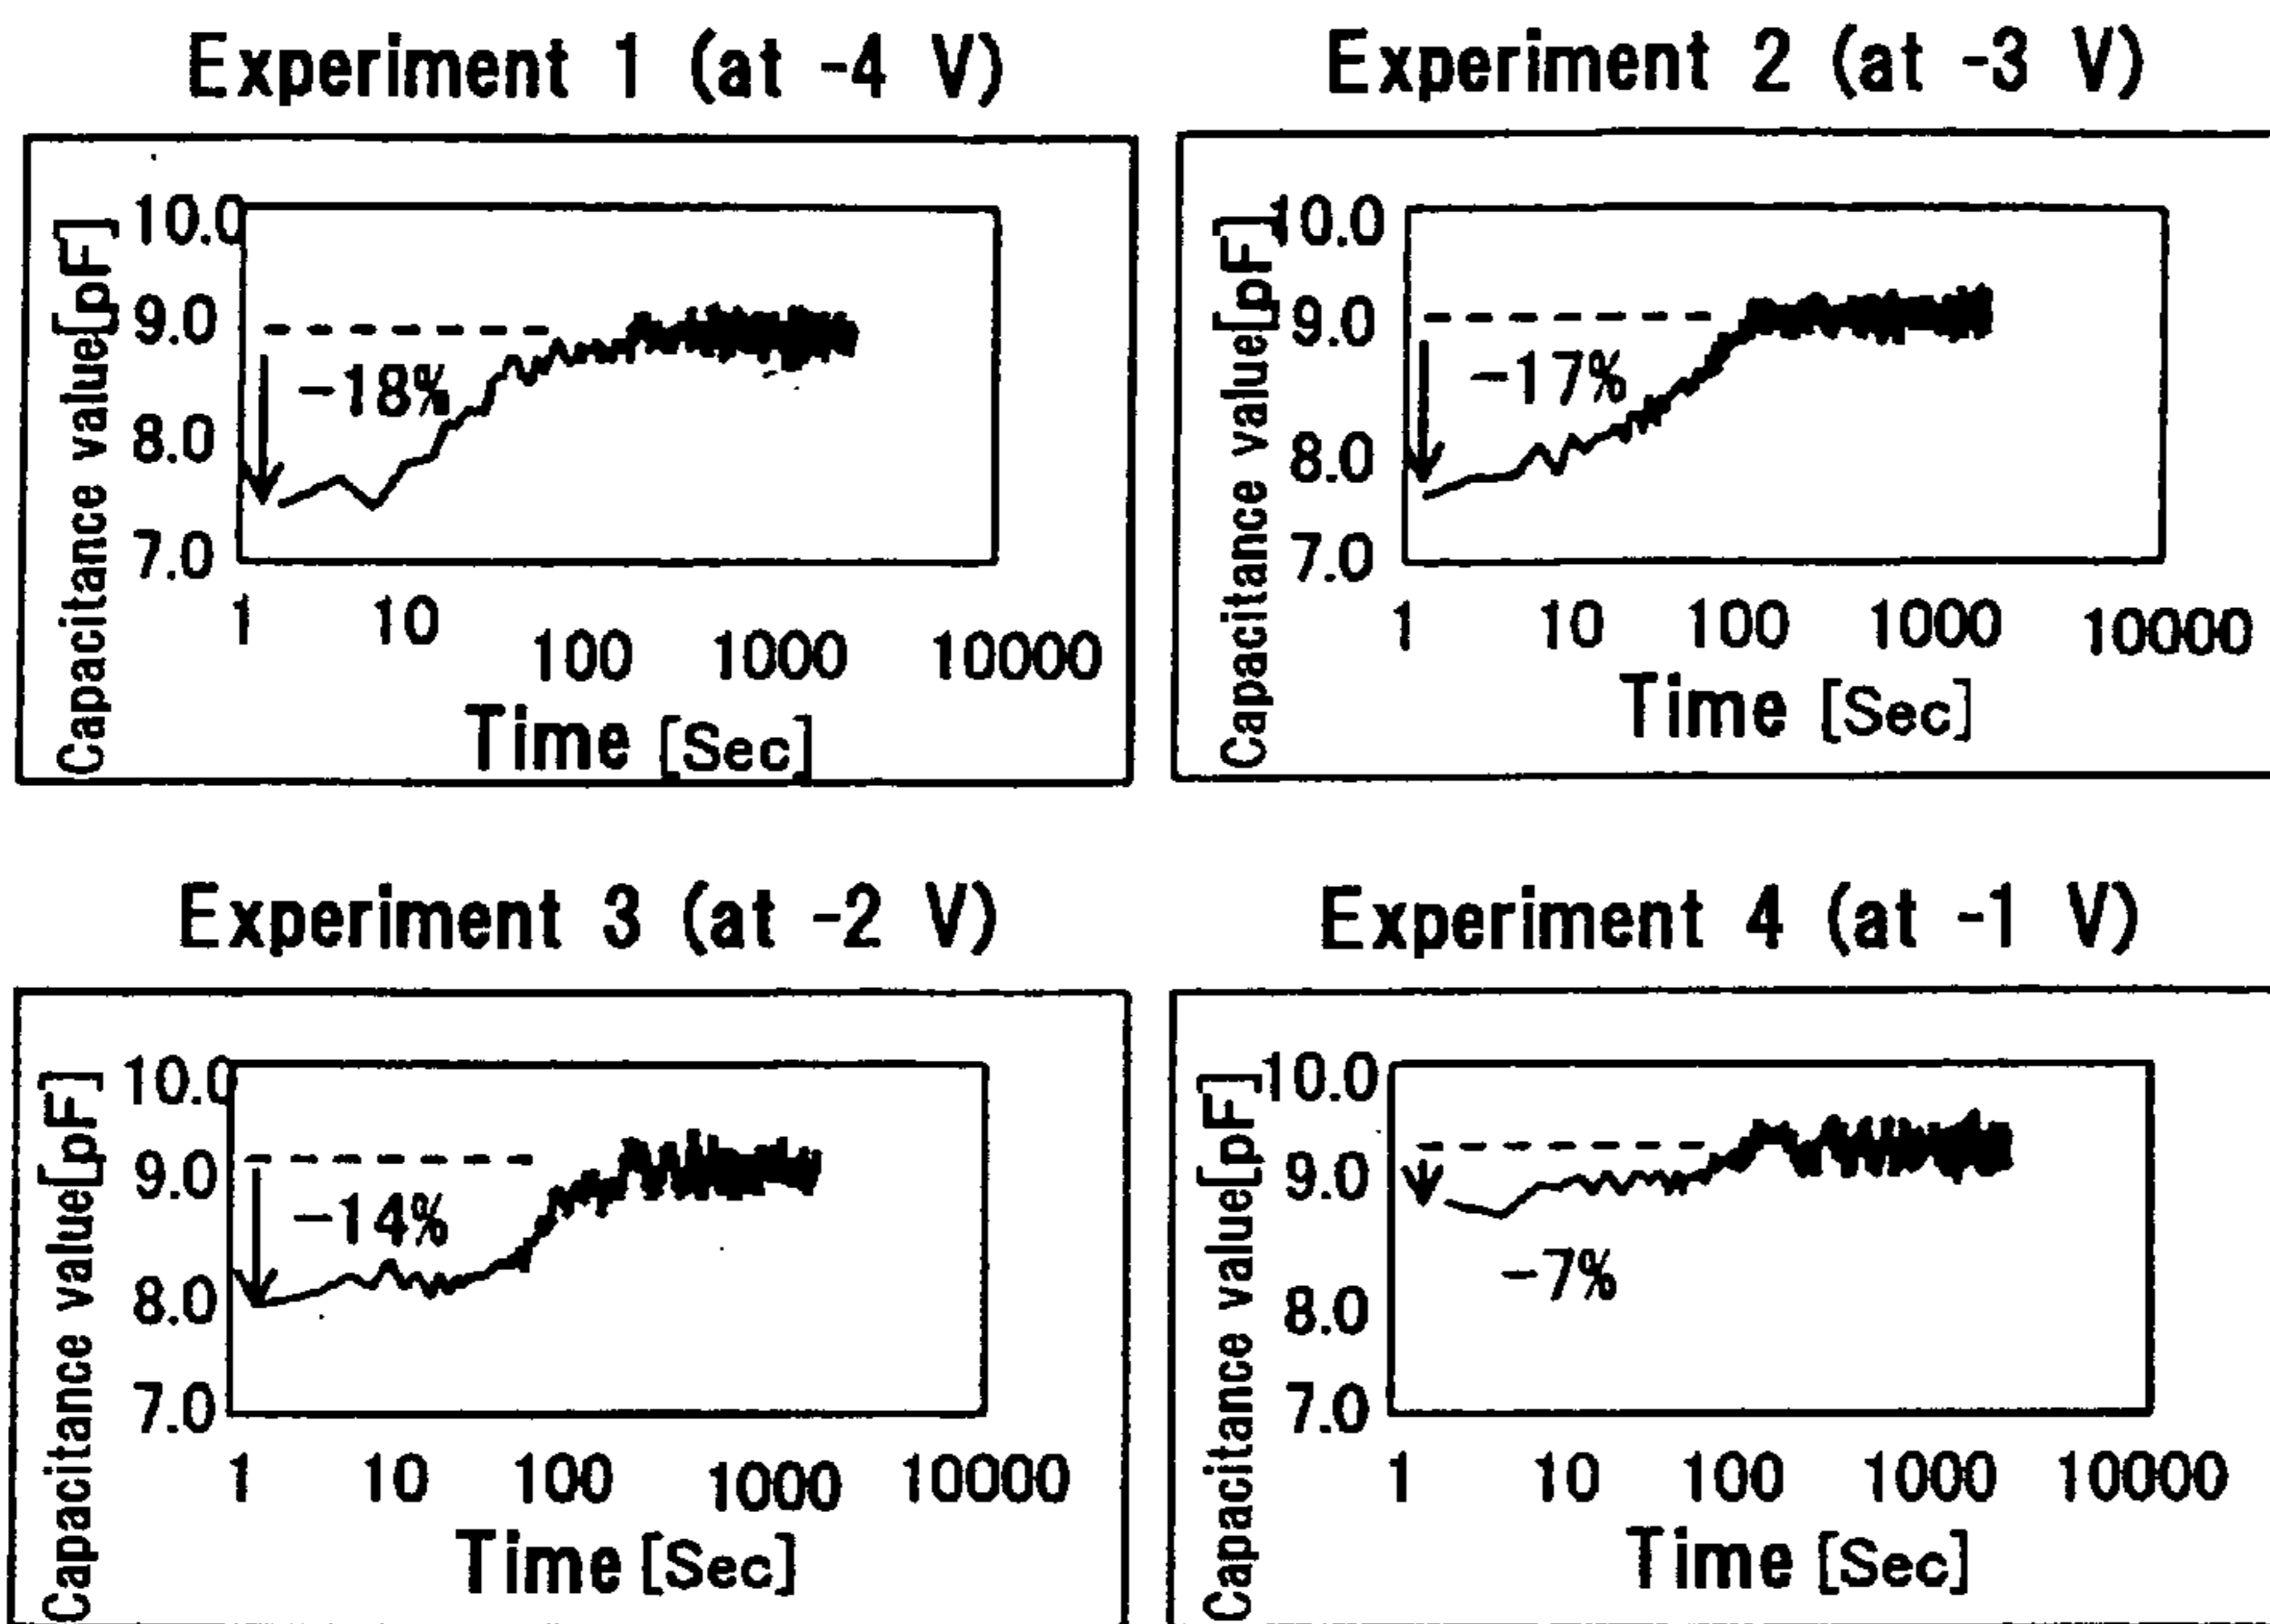 Experiment 1 (at -4 V)
Capacitance value[pF]
10.0
9.0
8.0
7.0
-18%
1 10 100 1000 10000
Time [Sec]
Experiment 2 (at -3 V)
Capacitance value[pF]
10.0
9.0
8.0
7.0
-17%
1 10 100 1000 10000
Time [Sec]
Experiment 3 (at -2 V)
Capacitance value[pF]
10.0
9.0
8.0
7.0
-14%
1 10 100 1000 10000
Time [Sec]
Experiment 4 (at -1 V)
Capacitance value[pF]
10.0
9.0
8.0
7.0
-7%
1 10 100 1000 10000
Time [Sec]